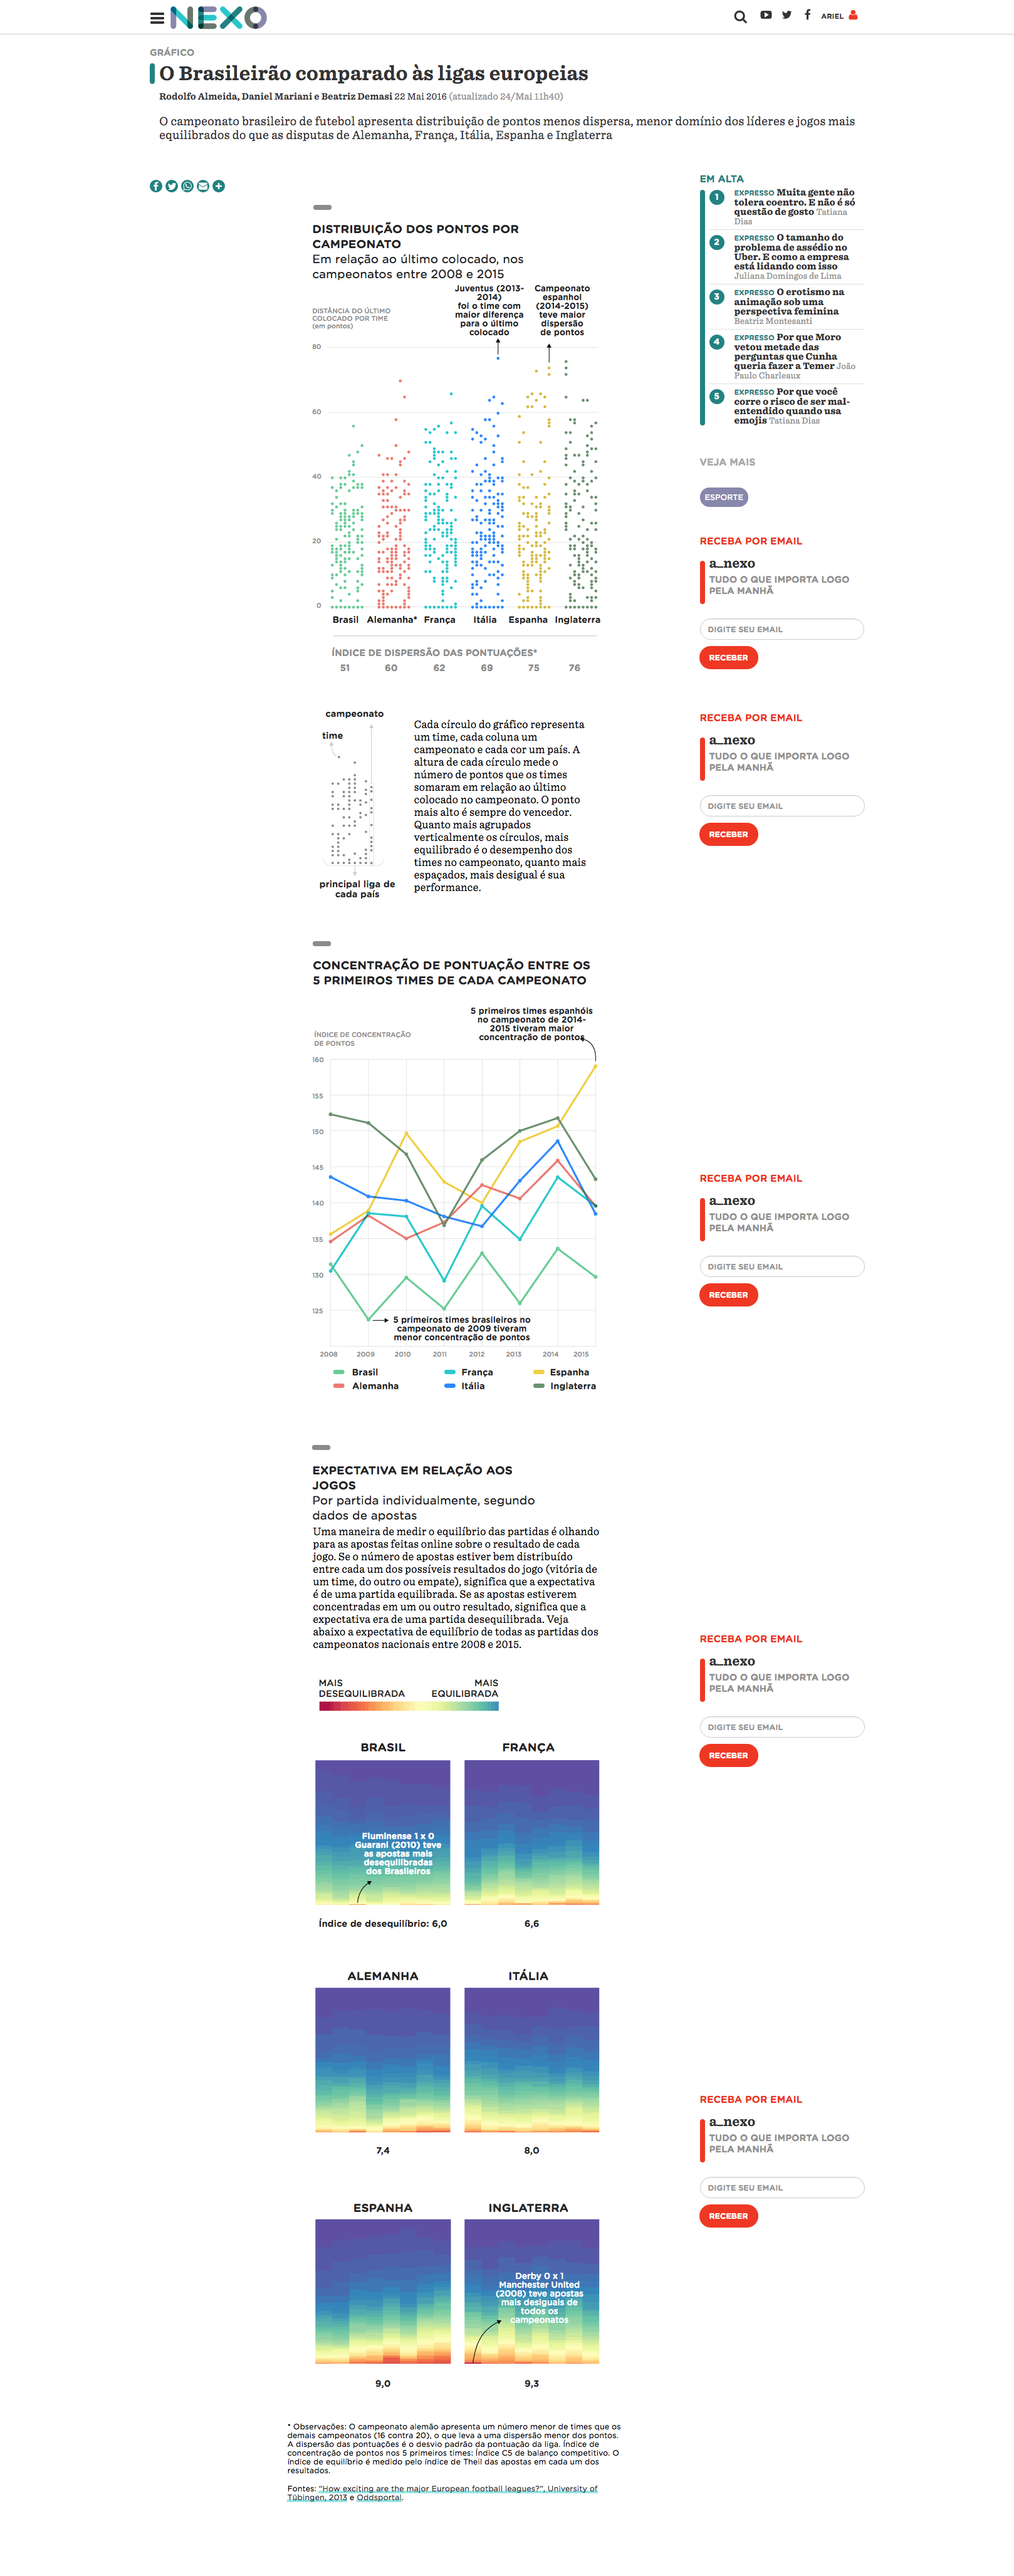 NEXO
ARIEL
GRÁFICO
O Brasileirão comparado às ligas europeias
Rodolfo Almeida, Daniel Mariani e Beatriz Demasi 22 Mai 2016 (atualizado 24/Mai 11h40)
O campeonato brasileiro de futebol apresenta distribuição de pontos menos dispersa, menor domínio dos líderes e jogos mais
equilibrados do que as disputas de Alemanha, França, Itália, Espanha e Inglaterra
EM ALTA
1 EXPRESSO Muita gente não
tolera coentro. E não é só
questão de gosto Tatiana
Dias
2 EXPRESSO O tamanho do
problema de assédio no
Uber. E como a empresa
está lidando com isso
Juliana Domingos de Lima
3 EXPRESSO O erotismo na
animação sob uma
perspectiva feminina
Beatriz Montesanti
4 EXPRESSO Por que Moro
vetou metade das
perguntas que Cunha
queria fazer a Temer João
Paulo Charleaux
5 EXPRESSO Por que você
corre o risco de ser mal-
entendido quando usa
emojis Tatiana Dias
VEJA MAIS
ESPORTE
RECEBA POR EMAIL
a_nexo
TUDO O QUE IMPORTA LOGO
PELA MANHÃ
DIGITE SEU EMAIL
RECEBER
DISTRIBUIÇÃO DOS PONTOS POR
CAMPEONATO
Em relação ao último colocado, nos
campeonatos entre 2008 e 2015
DISTÂNCIA DO ÚLTIMO
COLOCADO POR TIME
(em pontos)
Juventus (2013-
2014)
foi o time com
maior diferença
para o último
colocado
Campeonato
espanhol
(2014-2015)
teve maior
dispersão
de pontos
80
60
40
20
0
Brasil Alemanha* França Itália Espanha Inglaterra
ÍNDICE DE DISPERSÃO DAS PONTUAÇÕES*
51 60 62 69 75 76
campeonato
time
principal liga de
cada país
Cada círculo do gráfico representa
um time, cada coluna um
campeonato e cada cor um país. A
altura de cada círculo mede o
número de pontos que os times
somaram em relação ao último
colocado no campeonato. O ponto
mais alto é sempre do vencedor.
Quanto mais agrupados
verticalmente os círculos, mais
equilibrado é o desempenho dos
times no campeonato, quanto mais
espaçados, mais desigual é sua
performance.
RECEBA POR EMAIL
a_nexo
TUDO O QUE IMPORTA LOGO
PELA MANHÃ
DIGITE SEU EMAIL
RECEBER
CONCENTRAÇÃO DE PONTUAÇÃO ENTRE OS
5 PRIMEIROS TIMES DE CADA CAMPEONATO
5 primeiros times espanhóis
no campeonato de 2014-
2015 tiveram maior
concentração de pontos
ÍNDICE DE CONCENTRAÇÃO
DE PONTOS
160
155
150
145
140
135
130
125
5 primeiros times brasileiros no
campeonato de 2009 tiveram
menor concentração de pontos
2008 2009 2010 2011 2012 2013 2014 2015
Brasil França Espanha
Alemanha Itália Inglaterra
RECEBA POR EMAIL
a_nexo
TUDO O QUE IMPORTA LOGO
PELA MANHÃ
DIGITE SEU EMAIL
RECEBER
EXPECTATIVA EM RELAÇÃO AOS
JOGOS
Por partida individualmente, segundo
dados de apostas
Uma maneira de medir o equilíbrio das partidas é olhando
para as apostas feitas online sobre o resultado de cada
jogo. Se o número de apostas estiver bem distribuído
entre cada um dos possíveis resultados do jogo (vitória de
um time, do outro ou empate), significa que a expectativa
é de uma partida equilibrada. Se as apostas estiverem
concentradas em um ou outro resultado, significa que a
expectativa era de uma partida desequilibrada. Veja
abaixo a expectativa de equilíbrio de todas as partidas dos
campeonatos nacionais entre 2008 e 2015.
RECEBA POR EMAIL
a_nexo
TUDO O QUE IMPORTA LOGO
PELA MANHÃ
DIGITE SEU EMAIL
RECEBER
MAIS
DESEQUILIBRADA
MAIS
EQUILIBRADA
BRASIL FRANÇA
Fluminense 1 x 0
Guarani (2010) teve
as apostas mais
desequilibradas
dos Brasileiros
Índice de desequilíbrio: 6,0 6,6
ALEMANHA ITÁLIA
7,4 8,0
RECEBA POR EMAIL
a_nexo
TUDO O QUE IMPORTA LOGO
PELA MANHÃ
DIGITE SEU EMAIL
RECEBER
ESPANHA INGLATERRA
Derby 0 x 1
Manchester United
(2008) teve apostas
mais desiguais de
todos os
campeonatos
9,0 9,3
* Observações: O campeonato alemão apresenta um número menor de times que os
demais campeonatos (16 contra 20), o que leva a uma dispersão menor dos pontos.
A dispersão das pontuações é o desvio padrão da pontuação da liga. Índice de
concentração de pontos nos 5 primeiros times: Índice C5 de balanço competitivo. O
índice de equilíbrio é medido pelo índice de Theil das apostas em cada um dos
resultados.
Fontes: "How exciting are the major European football leagues?", University of
Tübingen, 2013 e Oddsportal.